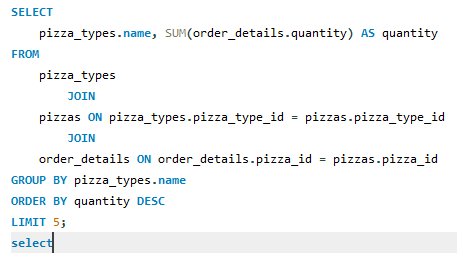 SELECT
    pizza_types.name, SUM(order_details.quantity) AS quantity
FROM
    pizza_types
        JOIN
    pizzas ON pizza_types.pizza_type_id = pizzas.pizza_type_id
        JOIN
    order_details ON order_details.pizza_id = pizzas.pizza_id
GROUP BY pizza_types.name
ORDER BY quantity DESC
LIMIT 5;
select